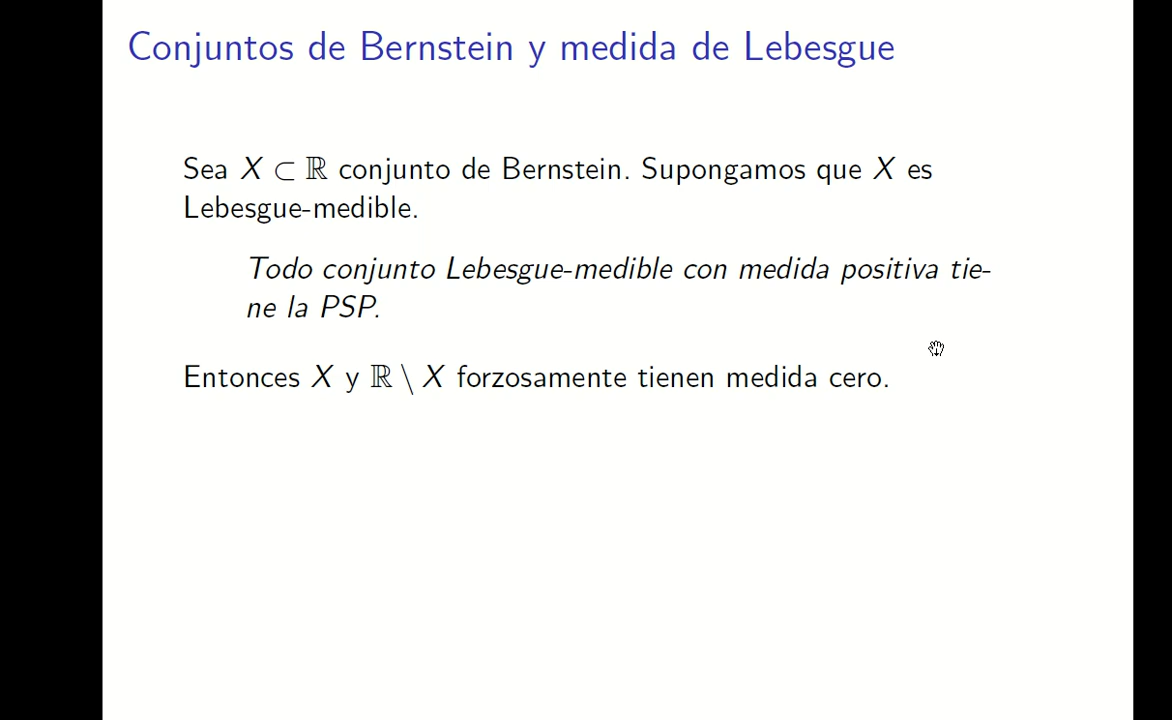 Conjuntos de Bernstein y medida de Lebesgue
Sea X ⊂ ℝ conjunto de Bernstein. Supongamos que X es
Lebesgue-medible.
Todo conjunto Lebesgue-medible con medida positiva tie-
ne la PSP.
Entonces X y ℝ \ X forzosamente tienen medida cero.